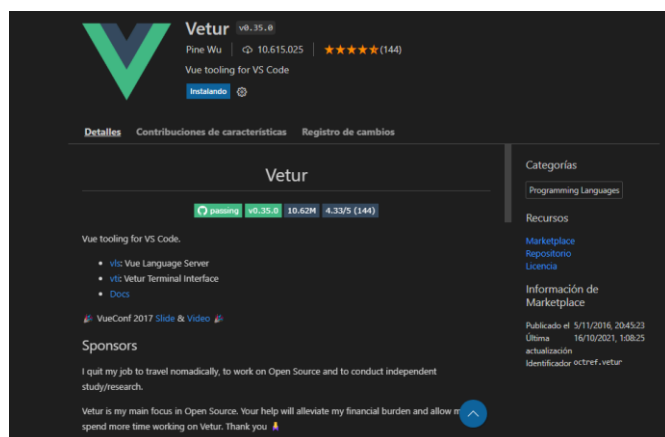 Vetur v0.35.0
Pine Wu 10.615.025 (144)
Vue tooling for VS Code
Instalando
Detalles Contribuciones de características Registro de cambios
Vetur
passing v0.35.0 10.62M 4.33/5 (144)
Vue tooling for VS Code.
vls: Vue Language Server
vti: Vetur Terminal Interface
Docs
VueConf 2017 Slide & Video
Sponsors
I quit my job to travel nomadically, to work on Open Source and to conduct independent
study/research.
Vetur is my main focus in Open Source. Your help will alleviate my financial burden and allow
spend more time working on Vetur. Thank you
Categorías
Programming Languages
Recursos
Marketplace
Repositorio
Licencia
Información de
Marketplace
Publicado el 5/11/2016, 20:45:23
Última 16/10/2021, 1:08:25
actualización
Identificador octref.vetur